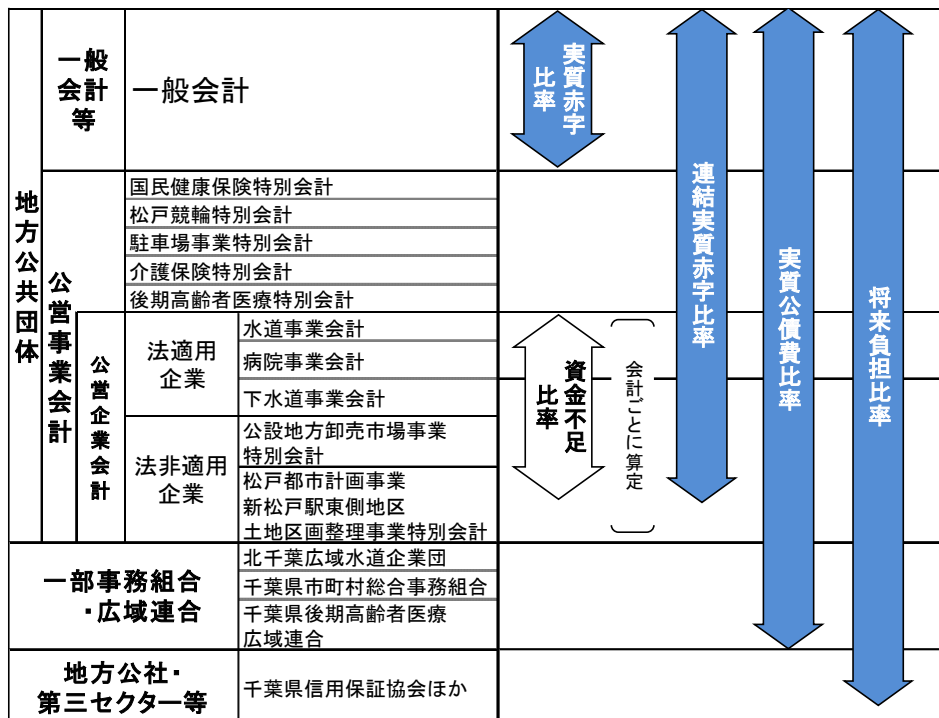 地方公共団体
一般
会計
等
一般会計
公営事業会計
国民健康保険特別会計
松戸競輪特別会計
駐車場事業特別会計
介護保険特別会計
後期高齢者医療特別会計
公営企業会計
法適用
企業
水道事業会計
病院事業会計
下水道事業会計
法非適用
企業
公設地方卸売市場事業
特別会計
松戸都市計画事業
新松戸駅東側地区
土地区画整理事業特別会計
一部事務組合
・広域連合
北千葉広域水道企業団
千葉県市町村総合事務組合
千葉県後期高齢者医療
広域連合
地方公社・
第三セクター等
千葉県信用保証協会ほか
実質赤字
比率
資金不足
比率
会計ごとに算定
連結実質赤字比率
実質公債費比率
将来負担比率